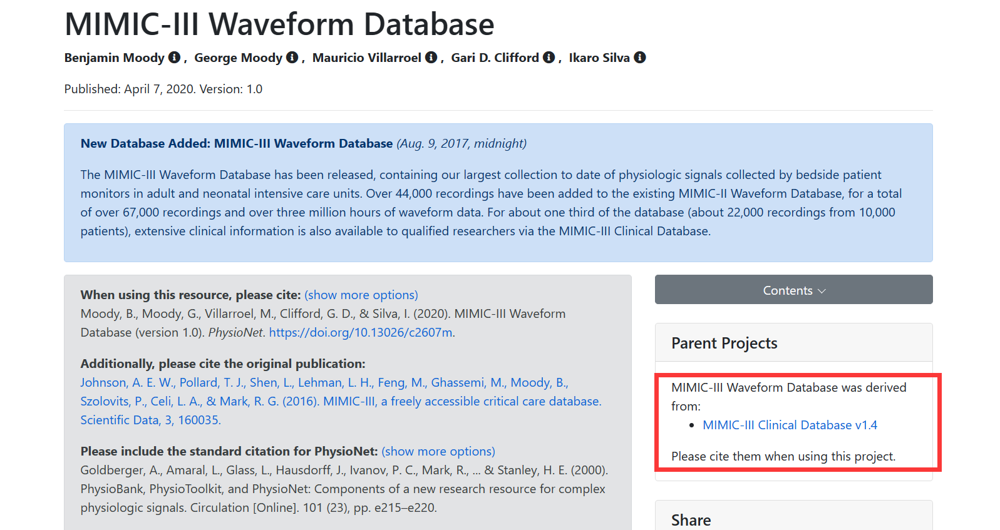 MIMIC-III Waveform Database
Benjamin Moody , George Moody , Mauricio Villarroel , Gari D. Clifford , Ikaro Silva
Published: April 7, 2020. Version: 1.0
New Database Added: MIMIC-III Waveform Database (Aug. 9, 2017, midnight)
The MIMIC-III Waveform Database has been released, containing our largest collection to date of physiologic signals collected by bedside patient
monitors in adult and neonatal intensive care units. Over 44,000 recordings have been added to the existing MIMIC-II Waveform Database, for a total
of over 67,000 recordings and over three million hours of waveform data. For about one third of the database (about 22,000 recordings from 10,000
patients), extensive clinical information is also available to qualified researchers via the MIMIC-III Clinical Database.
When using this resource, please cite: (show more options)
Moody, B., Moody, G., Villarroel, M., Clifford, G. D., & Silva, I. (2020). MIMIC-III Waveform
Database (version 1.0). PhysioNet. https://doi.org/10.13026/c2607m.
Additionally, please cite the original publication:
Johnson, A. E. W., Pollard, T. J., Shen, L., Lehman, L. H., Feng, M., Ghassemi, M., Moody, B.,
Szolovits, P., Celi, L. A., & Mark, R. G. (2016). MIMIC-III, a freely accessible critical care database.
Scientific Data, 3, 160035.
Please include the standard citation for PhysioNet: (show more options)
Goldberger, A., Amaral, L., Glass, L., Hausdorff, J., Ivanov, P. C., Mark, R., ... & Stanley, H. E. (2000).
PhysioBank, PhysioToolkit, and PhysioNet: Components of a new research resource for complex
physiologic signals. Circulation [Online]. 101 (23), pp. e215–e220.
Contents
Parent Projects
MIMIC-III Waveform Database was derived
from:
• MIMIC-III Clinical Database v1.4
Please cite them when using this project.
Share